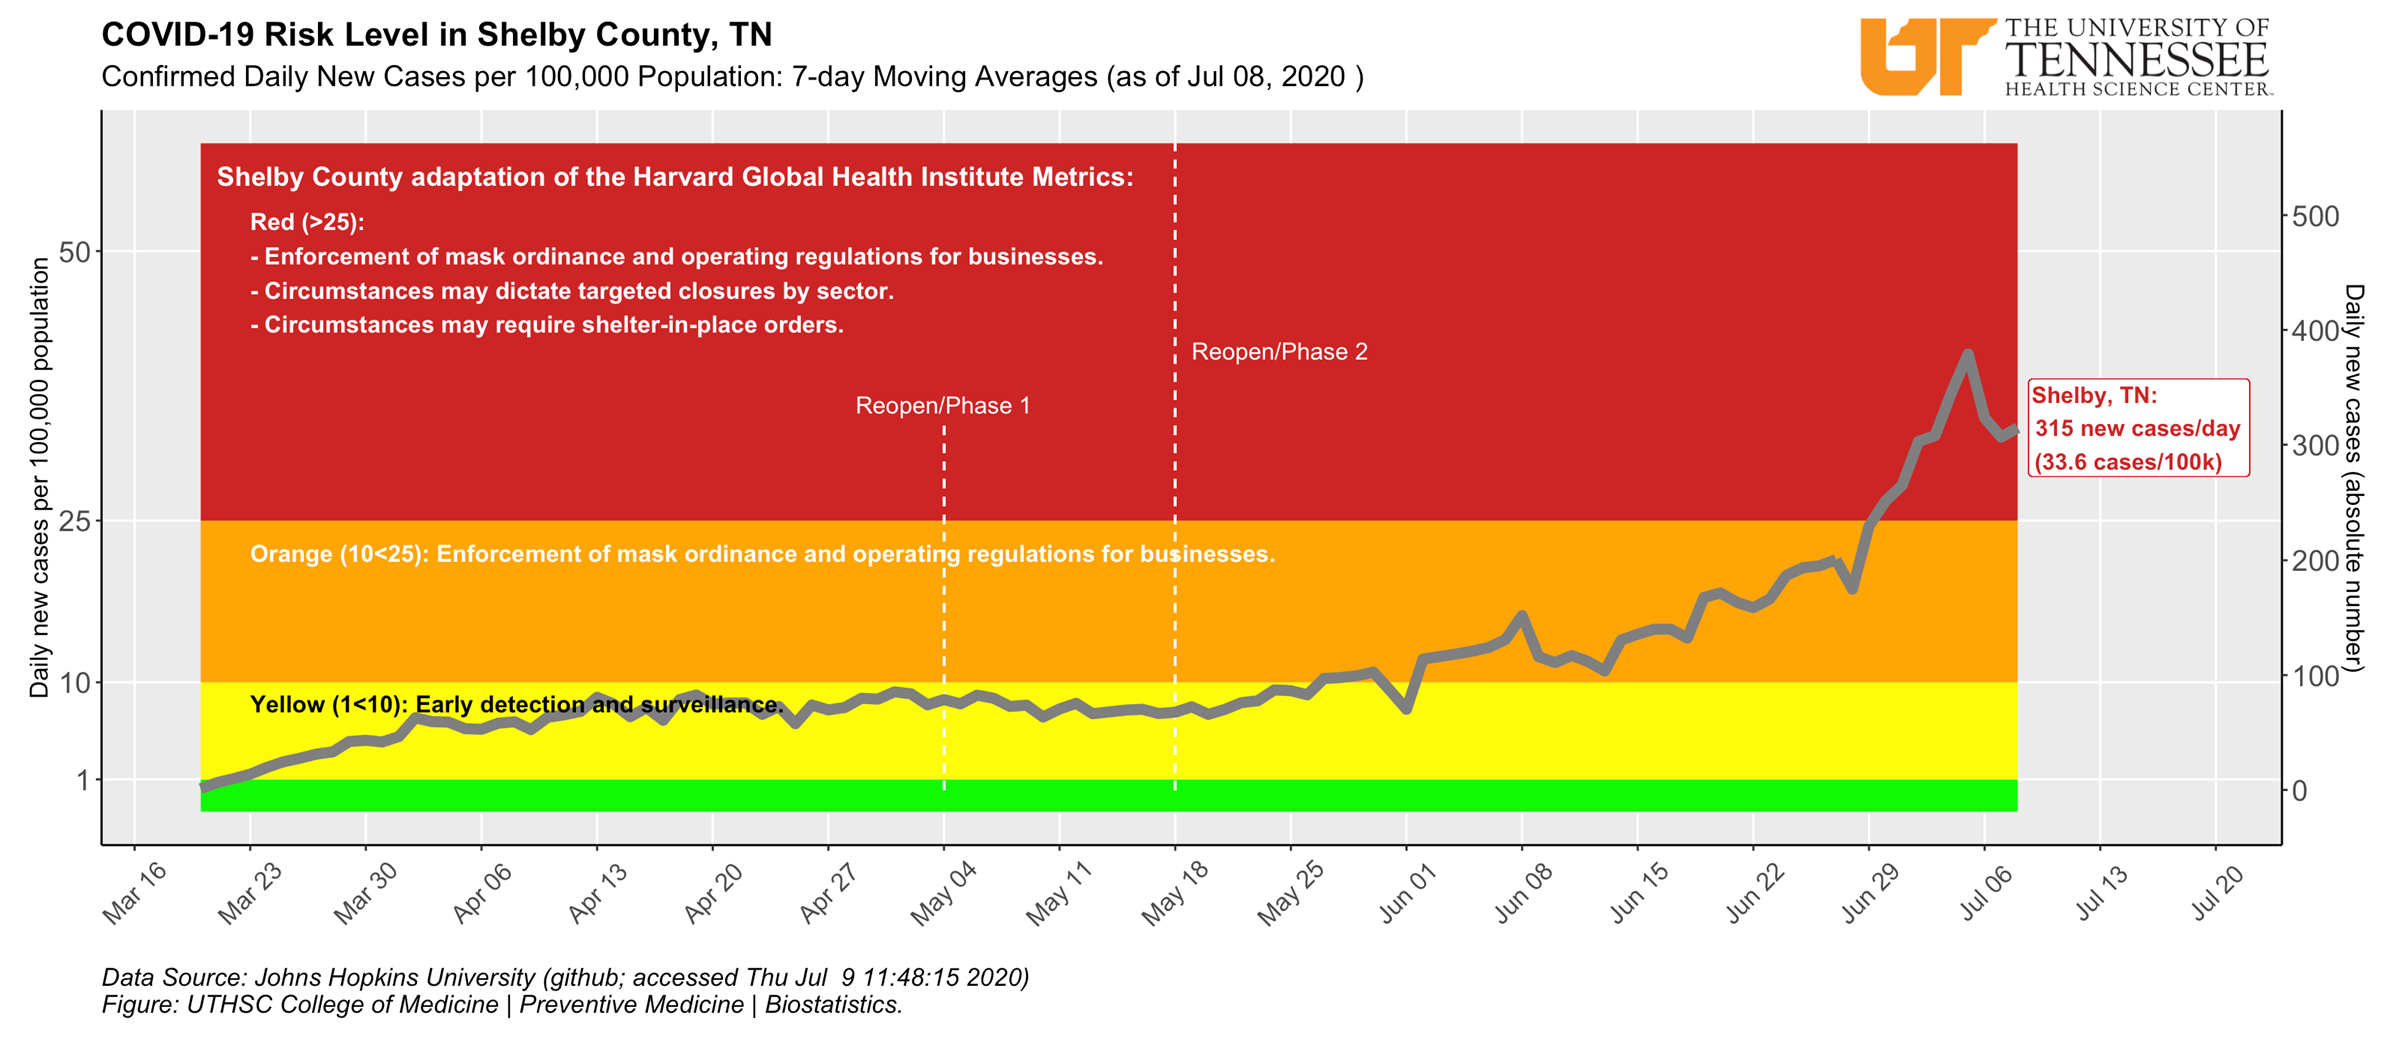 COVID-19 Risk Level in Shelby County, TN
Confirmed Daily New Cases per 100,000 Population: 7-day Moving Averages (as of Jul 08, 2020 )
UT
THE UNIVERSITY OF
TENNESSEE
HEALTH SCIENCE CENTER™
Daily new cases per 100,000 population
50
25
10
1
Shelby County adaptation of the Harvard Global Health Institute Metrics:
Red (>25):
- Enforcement of mask ordinance and operating regulations for businesses.
- Circumstances may dictate targeted closures by sector.
- Circumstances may require shelter-in-place orders.
Reopen/Phase 2
Reopen/Phase 1
Orange (10<25): Enforcement of mask ordinance and operating regulations for businesses.
Yellow (1<10): Early detection and surveillance.
Shelby, TN:
315 new cases/day
(33.6 cases/100k)
500
400
300
200
100
0
Daily new cases (absolute number)
Mar 16
Mar 23
Mar 30
Apr 06
Apr 13
Apr 20
Apr 27
May 04
May 11
May 18
May 25
Jun 01
Jun 08
Jun 15
Jun 22
Jun 29
Jul 06
Jul 13
Jul 20
Data Source: Johns Hopkins University (github; accessed Thu Jul  9 11:48:15 2020)
Figure: UTHSC College of Medicine | Preventive Medicine | Biostatistics.